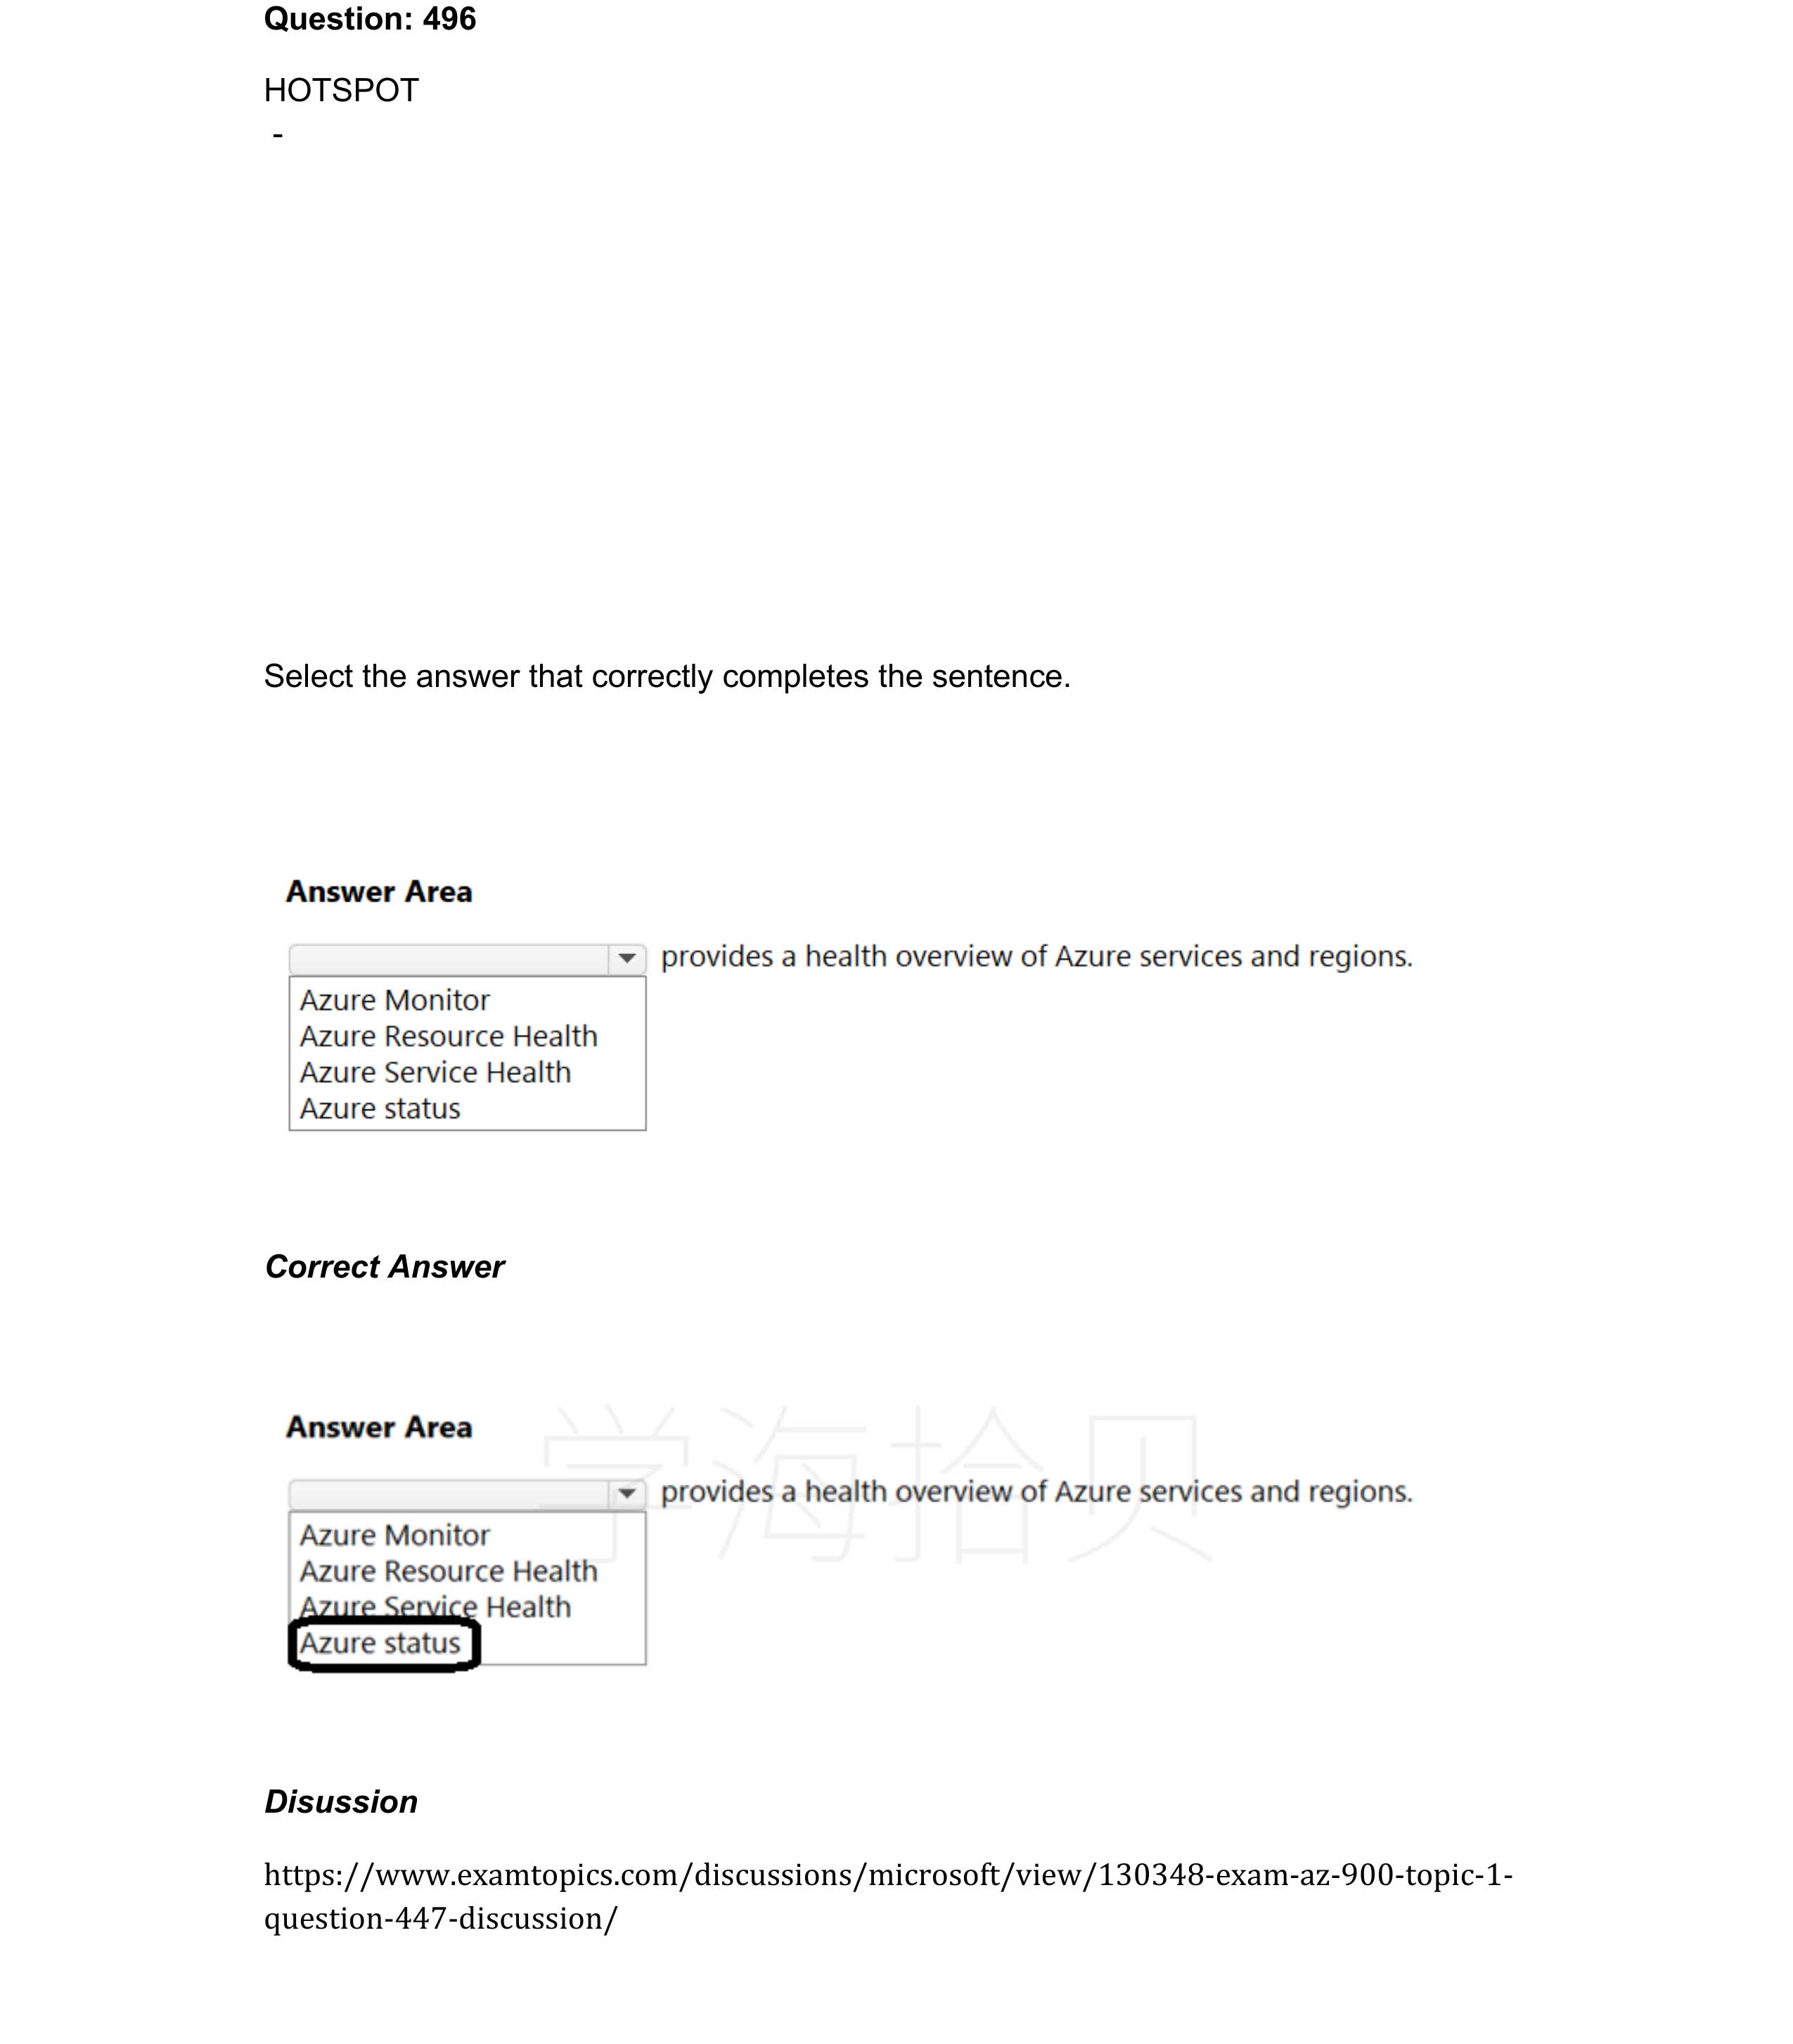 Question: 496
HOTSPOT
-
Select the answer that correctly completes the sentence.
Answer Area
provides a health overview of Azure services and regions.
Azure Monitor
Azure Resource Health
Azure Service Health
Azure status
Correct Answer
Answer Area
学海拾贝
provides a health overview of Azure services and regions.
Azure Monitor
Azure Resource Health
Azure Service Health
Azure status
Disussion
https://www.examtopics.com/discussions/microsoft/view/130348-exam-az-900-topic-1-
question-447-discussion/